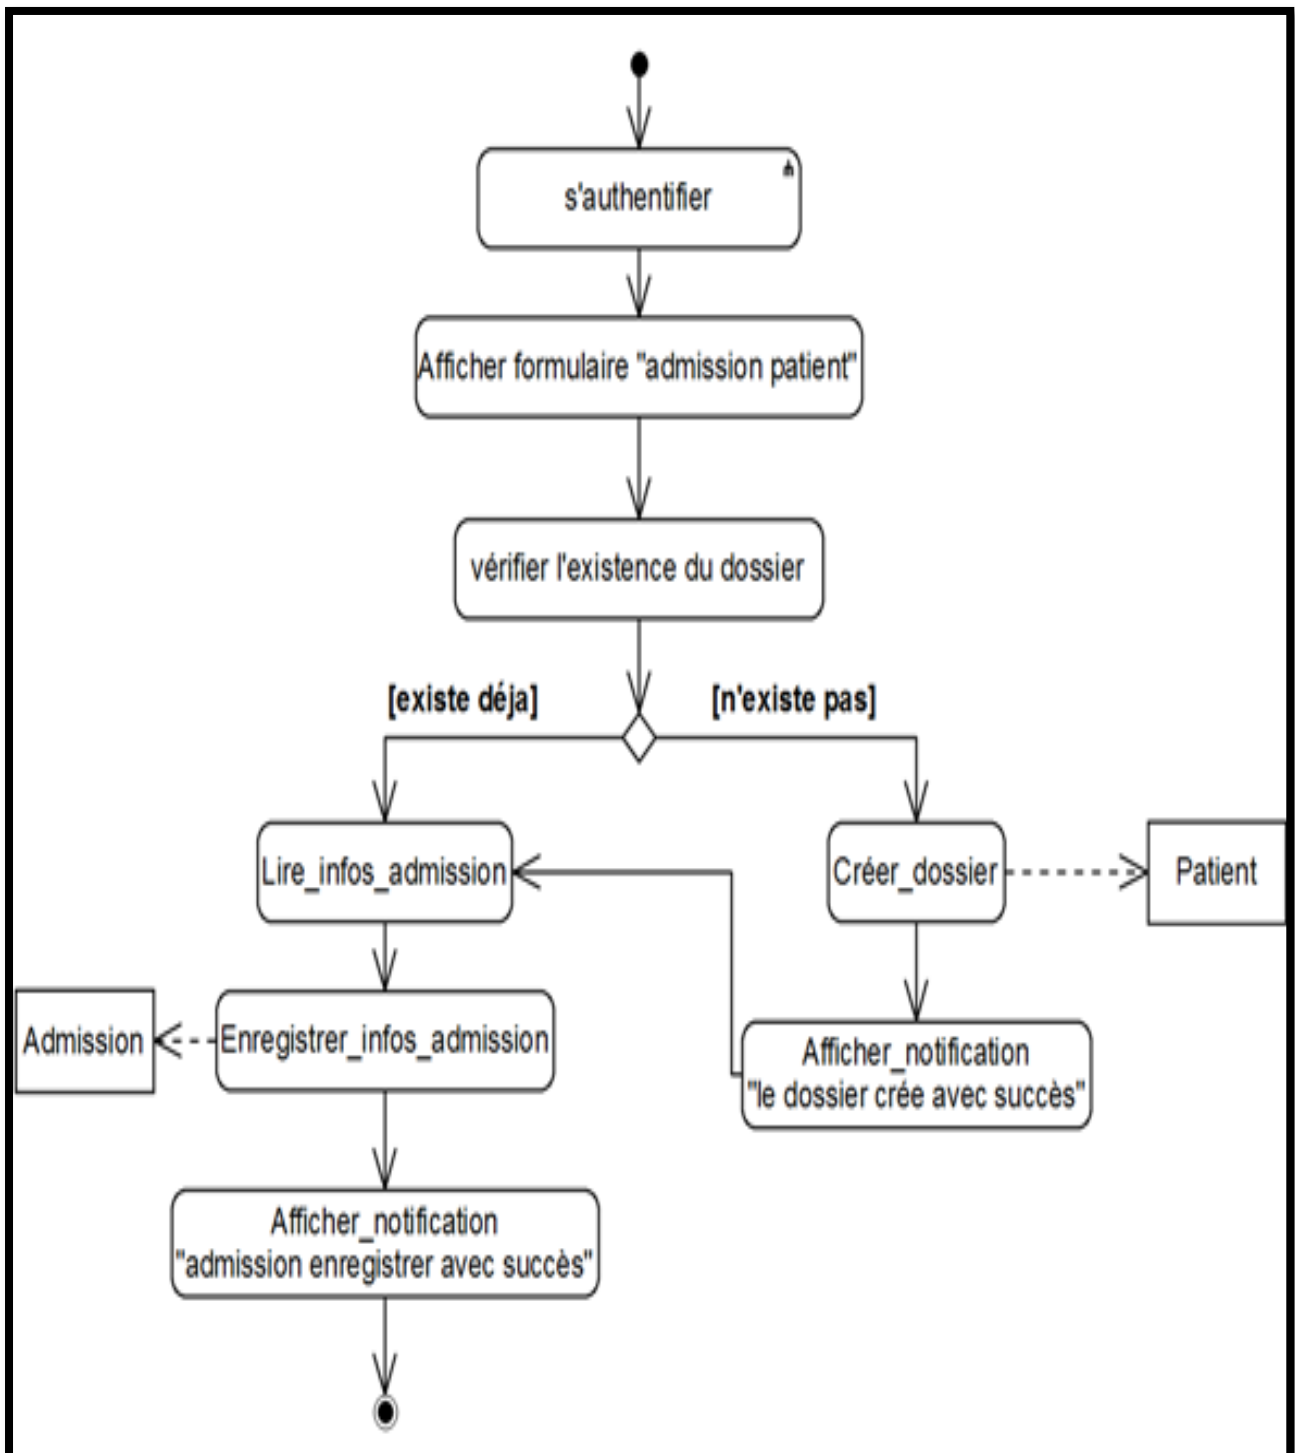 s'authentifier
Afficher formulaire "admission patient"
vérifier l'existence du dossier
[existe déja]
[n'existe pas]
Lire_infos_admission
Créer_dossier
Patient
Admission
Enregistrer_infos_admission
Afficher_notification
"le dossier crée avec succès"
Afficher_notification
"admission enregistrer avec succès"